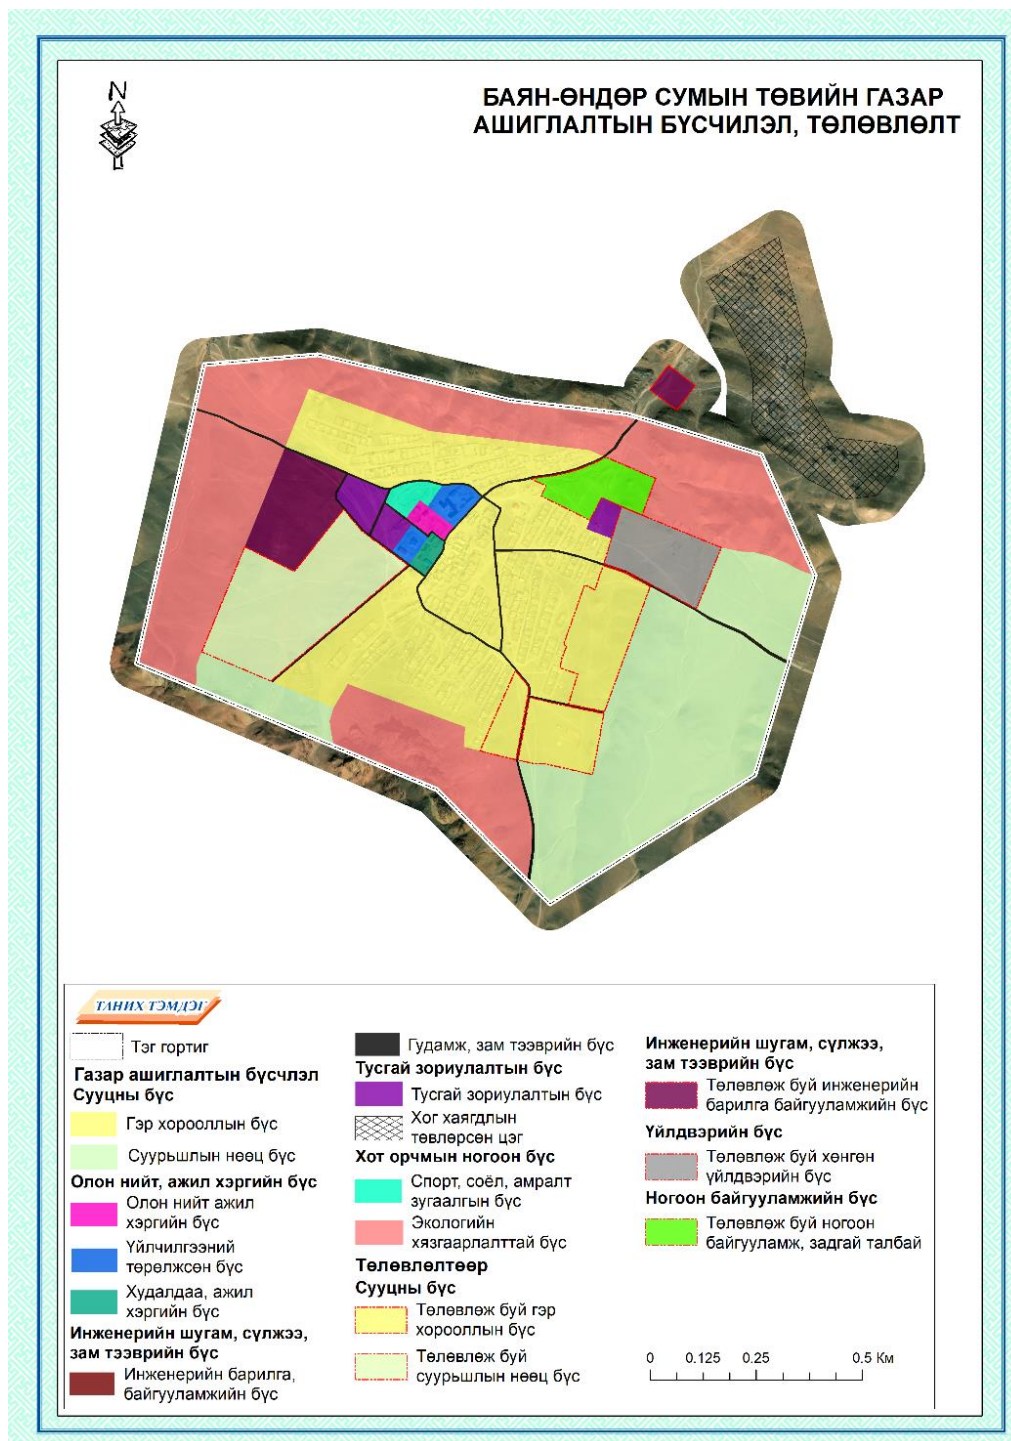 N
БАЯН-ӨНДӨР СУМЫН ТӨВИЙН ГАЗАР
АШИГЛАЛТЫН БҮСЧИЛЭЛ, ТӨЛӨВЛӨЛТ
ТАНИХ ТЭМДЭГ
Тэг гортиг
Газар ашиглалтын бүсчлэл
Сууцны бүс
Гэр хорооллын бүс
Суурьшлын нөөц бүс
Олон нийт, ажил хэргийн бүс
Олон нийт ажил
хэргийн бүс
Үйлчилгээний
төрөлжсөн бүс
Худалдаа, ажил
хэргийн бүс
Инженерийн шугам, сүлжээ,
зам тээврийн бүс
Инженерийн барилга,
байгууламжийн бүс
Гудамж, зам тээврийн бүс
Тусгай зориулалтын бүс
Тусгай зориулалтын бүс
Хог хаягдлын
төвлөрсөн цэг
Хот орчмын ногоон бүс
Спорт, соёл, амралт
зугаалгын бүс
Экологийн
хязгаарлалттай бүс
Төлөвлөлтөөр
Сууцны бүс
Төлөвлөж буй гэр
хорооллын бүс
Төлөвлөж буй
суурьшлын нөөц бүс
Инженерийн шугам, сүлжээ,
зам тээврийн бүс
Төлөвлөж буй инженерийн
барилга байгууламжийн бүс
Үйлдвэрийн бүс
Төлөвлөж буй хөнгөн
үйлдвэрийн бүс
Ногоон байгууламжийн бүс
Төлөвлөж буй ногоон
байгууламж, задгай талбай
0 0.125 0.25 0.5 Км